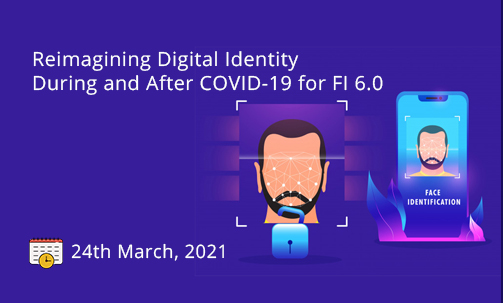 Reimagining Digital Identity
During and After COVID-19 for FI 6.0
FACE
IDENTIFICATION
24th March, 2021